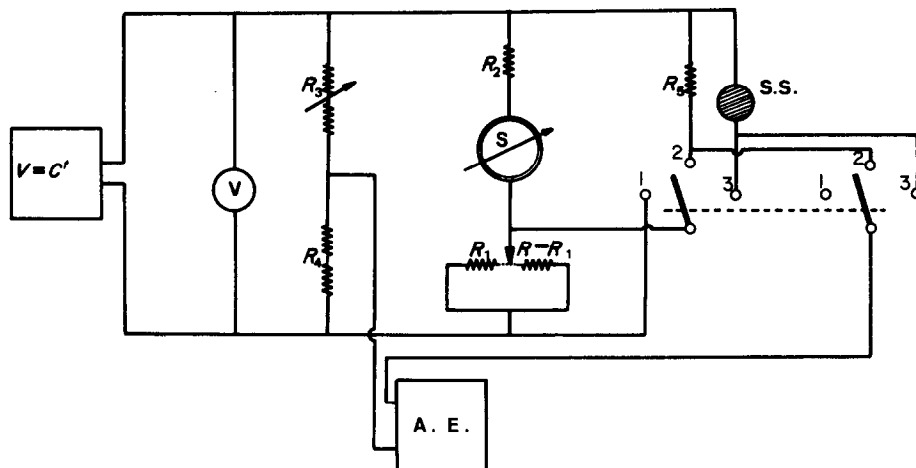 V = C'
V
R3
R4
R2
S
R1
R-R1
R5
S.S.
1
2
3
1
2
3
A. E.